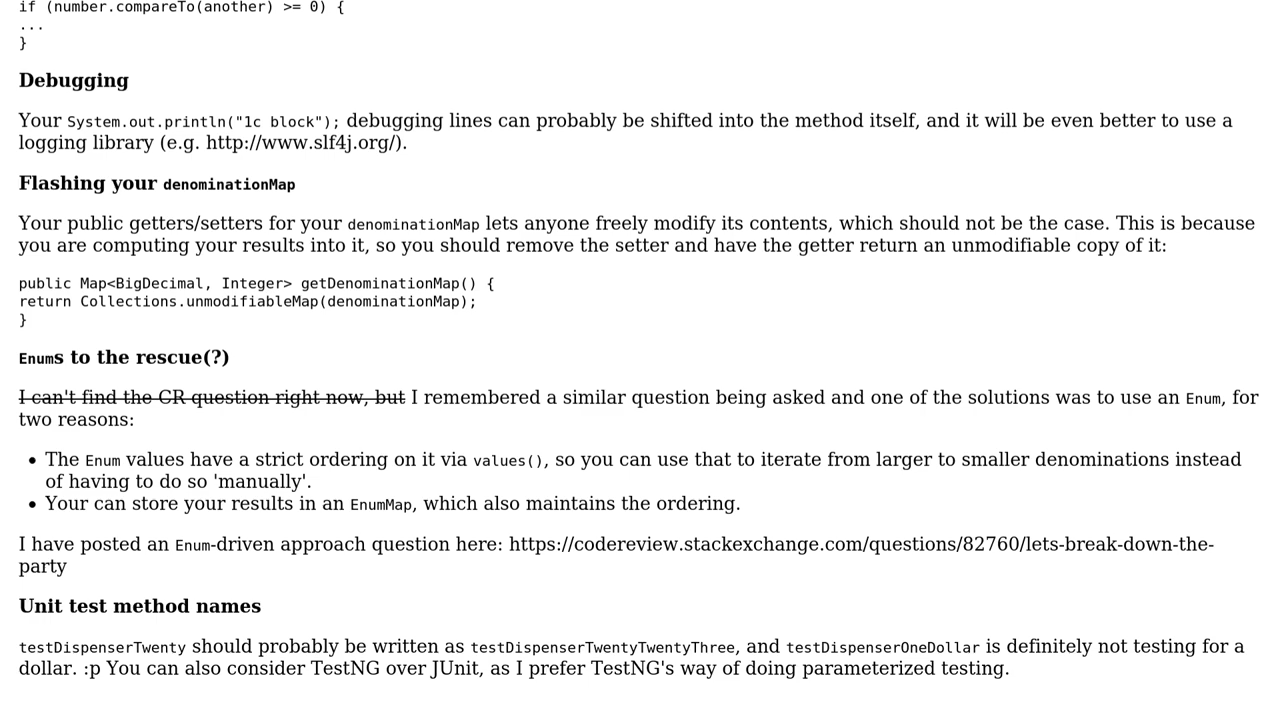 if (number.compareTo(another) >= 0) {
...
}
Debugging
Your System.out.println("1c block"); debugging lines can probably be shifted into the method itself, and it will be even better to use a
logging library (e.g. http://www.slf4j.org/).
Flashing your denominationMap
Your public getters/setters for your denominationMap lets anyone freely modify its contents, which should not be the case. This is because
you are computing your results into it, so you should remove the setter and have the getter return an unmodifiable copy of it:
public Map<BigDecimal, Integer> getDenominationMap() {
return Collections.unmodifiableMap(denominationMap);
}
Enums to the rescue(?)
I can't find the CR question right now, but I remembered a similar question being asked and one of the solutions was to use an Enum, for
two reasons:
• The Enum values have a strict ordering on it via values(), so you can use that to iterate from larger to smaller denominations instead
of having to do so 'manually'.
• Your can store your results in an EnumMap, which also maintains the ordering.
I have posted an Enum-driven approach question here: https://codereview.stackexchange.com/questions/82760/lets-break-down-the-
party
Unit test method names
testDispenserTwenty should probably be written as testDispenserTwentyTwentyThree, and testDispenserOneDollar is definitely not testing for a
dollar. :p You can also consider TestNG over JUnit, as I prefer TestNG's way of doing parameterized testing.